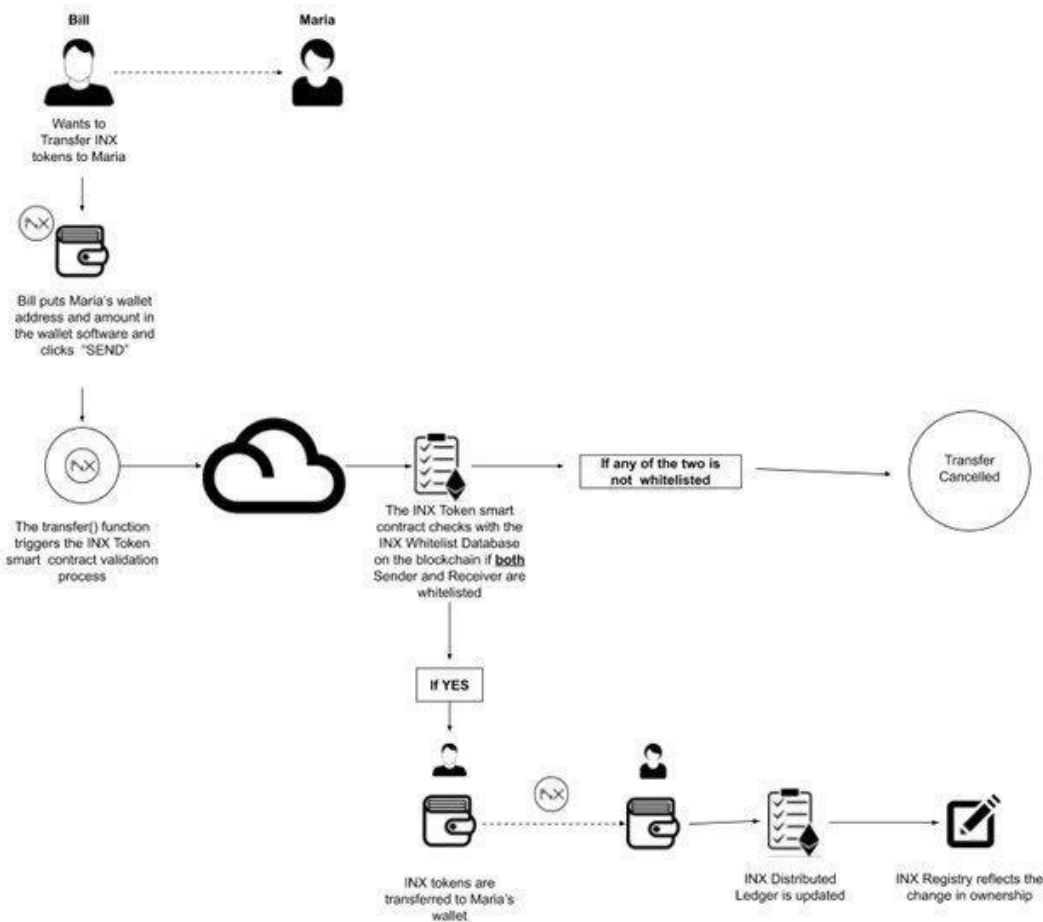 Bill
Maria
Wants to
Transfer INX
tokens to Maria
NX
Bill puts Maria's wallet
address and amount in
the wallet software and
clicks "SEND"
NX
The transfer() function
triggers the INX Token
smart contract validation
process
The INX Token smart
contract checks with the
INX Whitelist Database
on the blockchain if both
Sender and Receiver are
whitelisted
If any of the two is
not whitelisted
Transfer
Cancelled
If YES
NX
INX tokens are
transferred to Maria's
wallet
INX Distributed
Ledger is updated
INX Registry reflects the
change in ownership